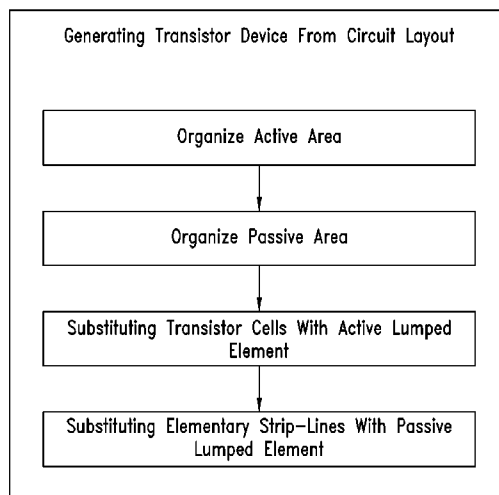 Generating Transistor Device From Circuit Layout
Organize Active Area
Organize Passive Area
Substituting Transistor Cells With Active Lumped
Element
Substituting Elementary Strip-Lines With Passive
Lumped Element